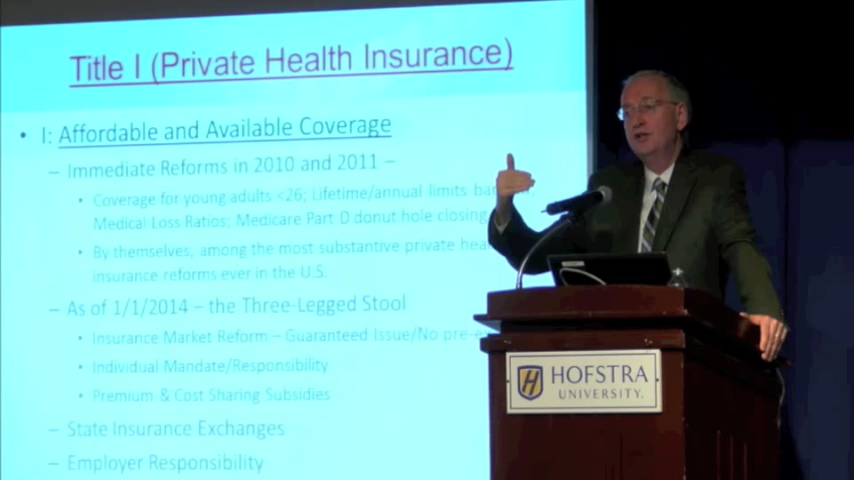 Title I (Private Health Insurance)
• I: Affordable and Available Coverage
– Immediate Reforms in 2010 and 2011 –
• Coverage for young adults <26; Lifetime/annual limits
Medical Loss Ratios; Medicare Part D donut hole closing
• By themselves, among the most substantive private
insurance reforms ever in the U.S.
– As of 1/1/2014 – the Three-Legged Stool
• Insurance Market Reform – Guaranteed Issue/No
• Individual Mandate/Responsibility
• Premium & Cost Sharing Subsidies
– State Insurance Exchanges
– Employer Responsibility
H HOFSTRA
UNIVERSITY.